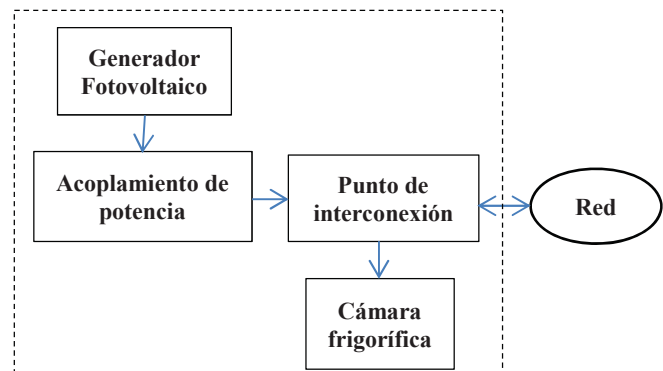 Generador
Fotovoltaico
Acoplamiento de
potencia
Punto de
interconexión
Red
Cámara
frigorífica